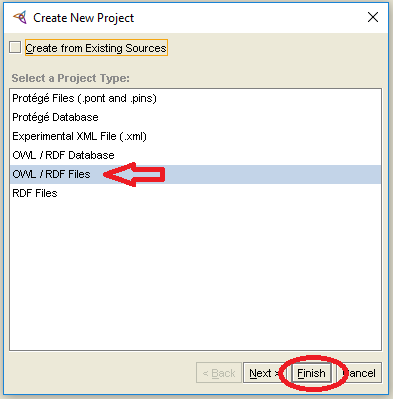 Create New Project
Create from Existing Sources
Select a Project Type:
Protégé Files (.pont and .pins)
Protégé Database
Experimental XML File (.xml)
OWL / RDF Database
OWL / RDF Files
RDF Files
< Back Next > Finish Cancel